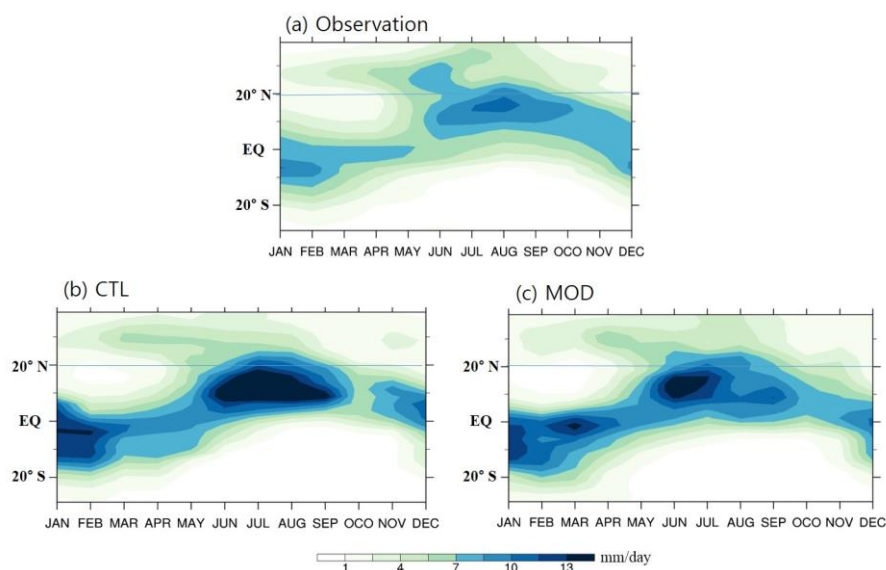 (a) Observation
20° N
EQ
20° S
JAN FEB MAR APR MAY JUN JUL AUG SEP OCO NOV DEC
(b) CTL
20° N
EQ
20° S
JAN FEB MAR APR MAY JUN JUL AUG SEP OCO NOV DEC
(c) MOD
20° N
EQ
20° S
JAN FEB MAR APR MAY JUN JUL AUG SEP OCO NOV DEC
1 4 7 10 13 mm/day